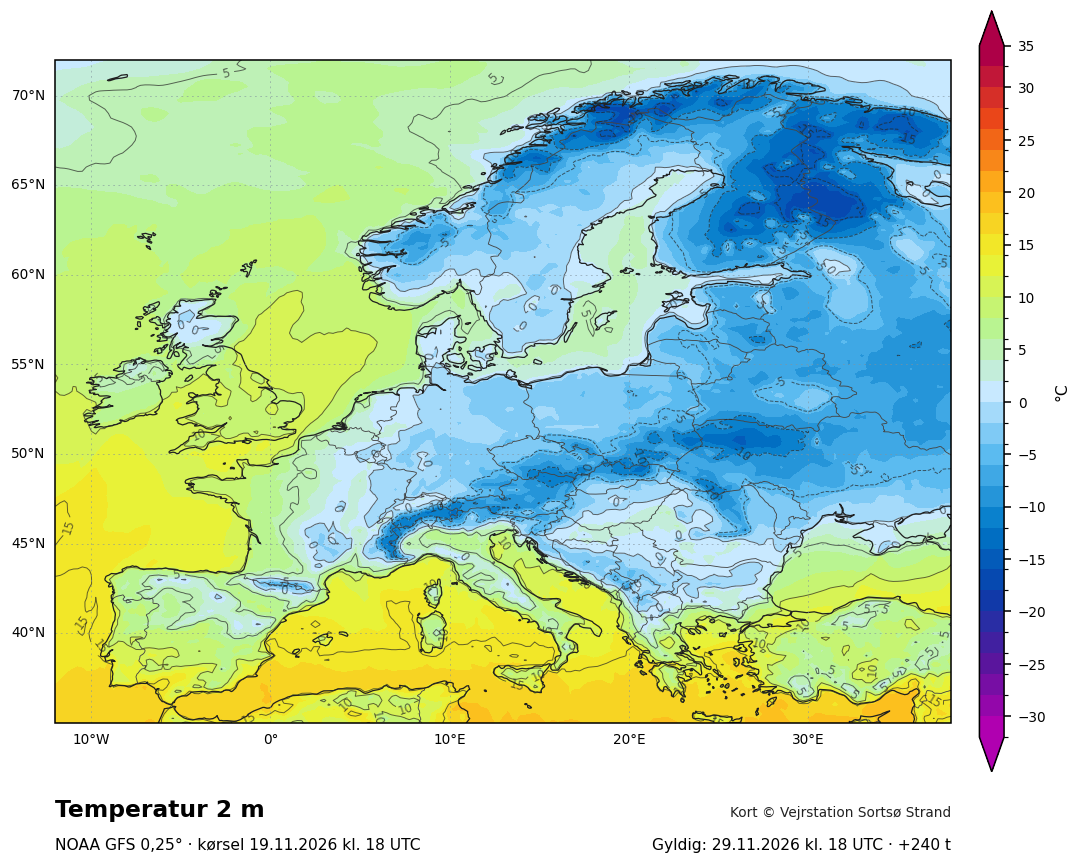 70°N
65°N
60°N
55°N
50°N
45°N
40°N
10°W 0° 10°E 20°E 30°E
35
30
25
20
15
10
5
0
−5
−10
−15
−20
−25
−30
°C
Temperatur 2 m
Kort © Vejrstation Sortsø Strand
NOAA GFS 0,25° · kørsel 19.11.2026 kl. 18 UTC
Gyldig: 29.11.2026 kl. 18 UTC · +240 t